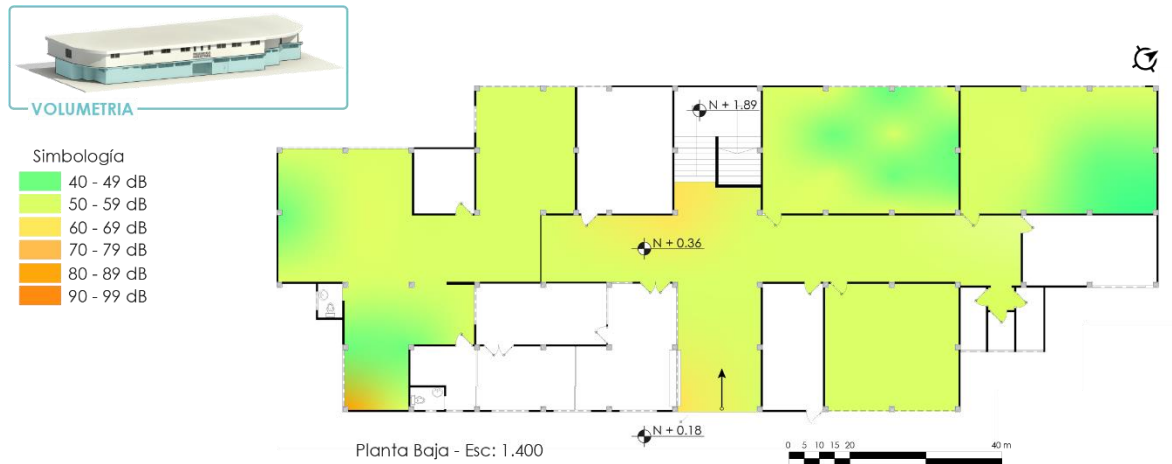 VOLUMETRIA
Simbología
40 - 49 dB
50 - 59 dB
60 - 69 dB
70 - 79 dB
80 - 89 dB
90 - 99 dB
N + 1.89
N + 0.36
N + 0.18
Planta Baja - Esc: 1.400
0 5 10 15 20 40 m